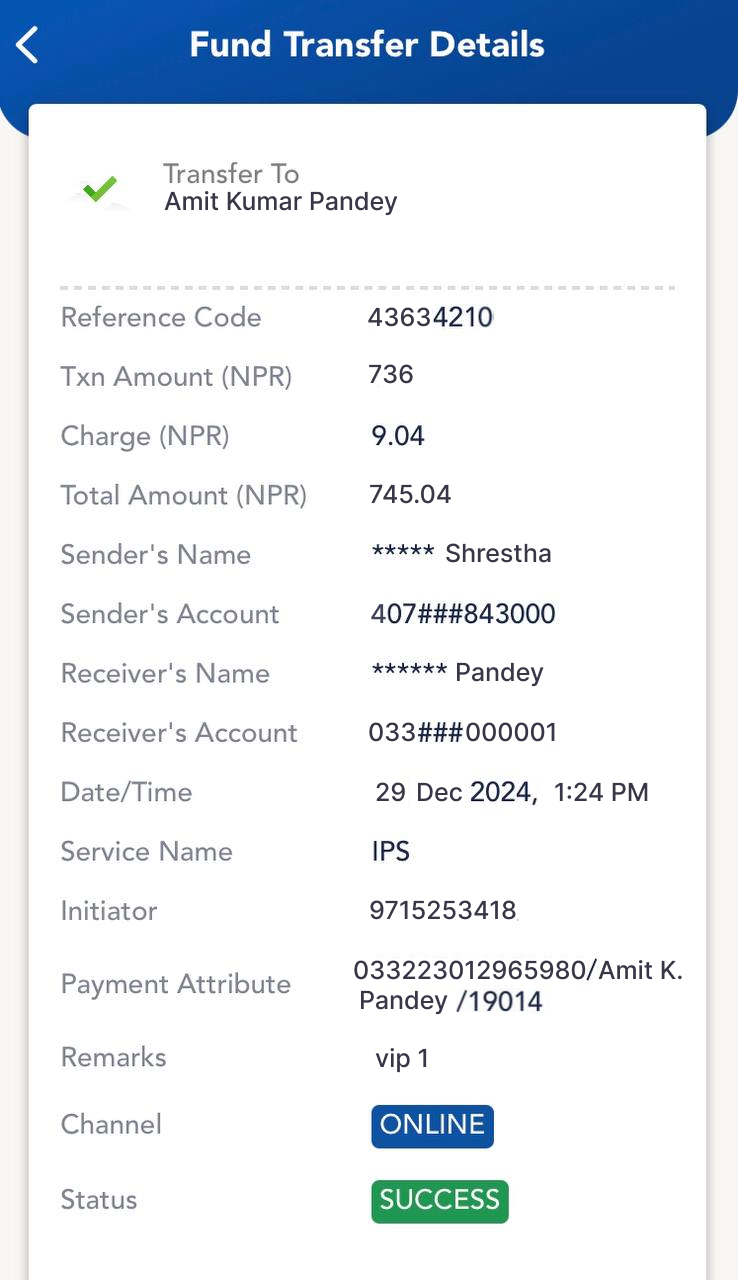 Fund Transfer Details
Transfer To
Amit Kumar Pandey
Reference Code 43634210
Txn Amount (NPR) 736
Charge (NPR) 9.04
Total Amount (NPR) 745.04
Sender's Name ***** Shrestha
Sender's Account 407###843000
Receiver's Name ****** Pandey
Receiver's Account 033###000001
Date/Time 29 Dec 2024, 1:24 PM
Service Name IPS
Initiator 9715253418
Payment Attribute 033223012965980/Amit K.
Pandey /19014
Remarks vip 1
Channel ONLINE
Status SUCCESS